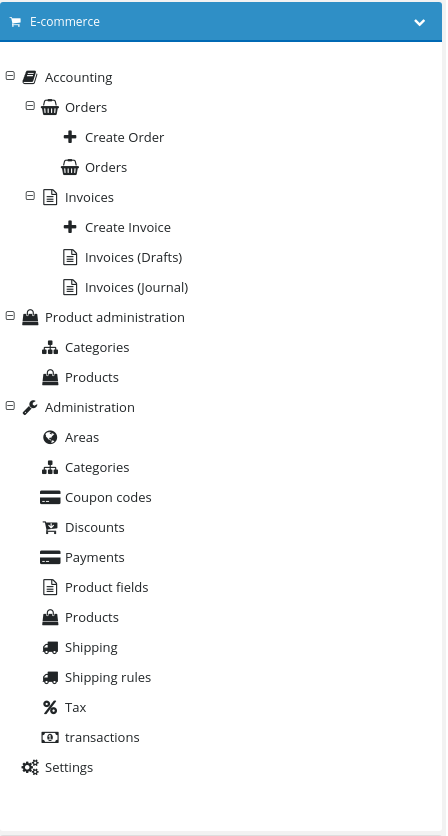 E-commerce
Accounting
Orders
Create Order
Orders
Invoices
Create Invoice
Invoices (Drafts)
Invoices (Journal)
Product administration
Categories
Products
Administration
Areas
Categories
Coupon codes
Discounts
Payments
Product fields
Products
Shipping
Shipping rules
Tax
transactions
Settings